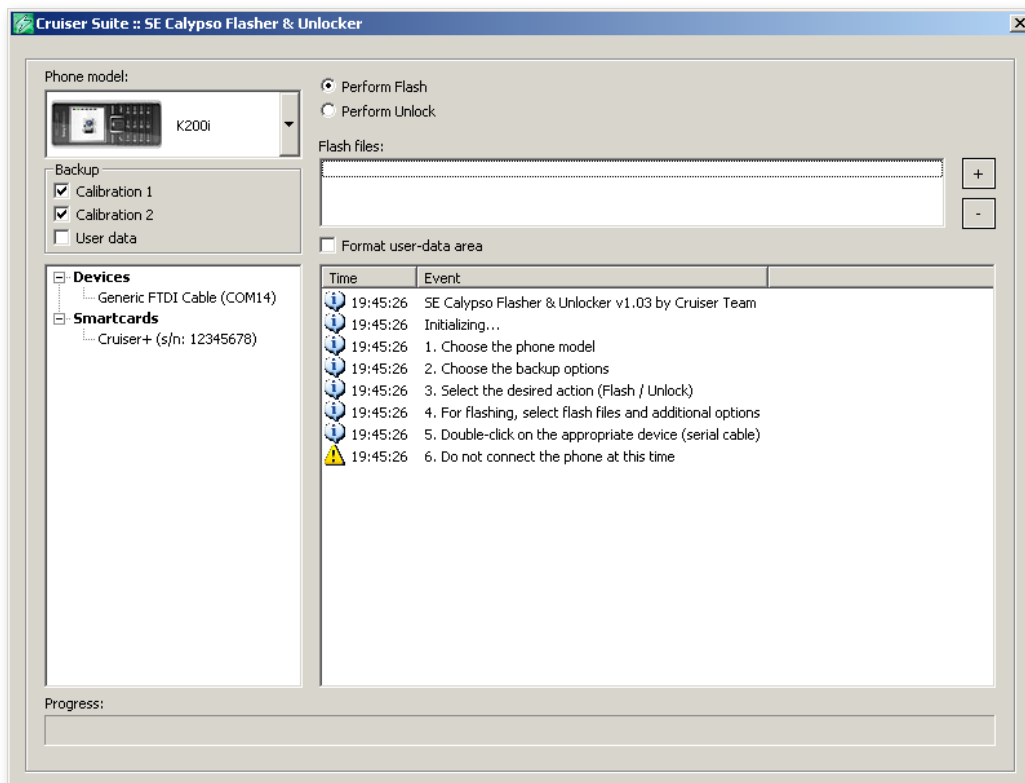 Cruiser Suite :: SE Calypso Flasher & Unlocker
Phone model:
K200i
Perform Flash
Perform Unlock
Flash files:
+
-
Backup
Calibration 1
Calibration 2
User data
Format user-data area
Devices
Generic FTDI Cable (COM14)
Smartcards
Cruiser+ (s/n: 12345678)
Time Event
19:45:26 SE Calypso Flasher & Unlocker v1.03 by Cruiser Team
19:45:26 Initializing...
19:45:26 1. Choose the phone model
19:45:26 2. Choose the backup options
19:45:26 3. Select the desired action (Flash / Unlock)
19:45:26 4. For flashing, select flash files and additional options
19:45:26 5. Double-click on the appropriate device (serial cable)
19:45:26 6. Do not connect the phone at this time
Progress: